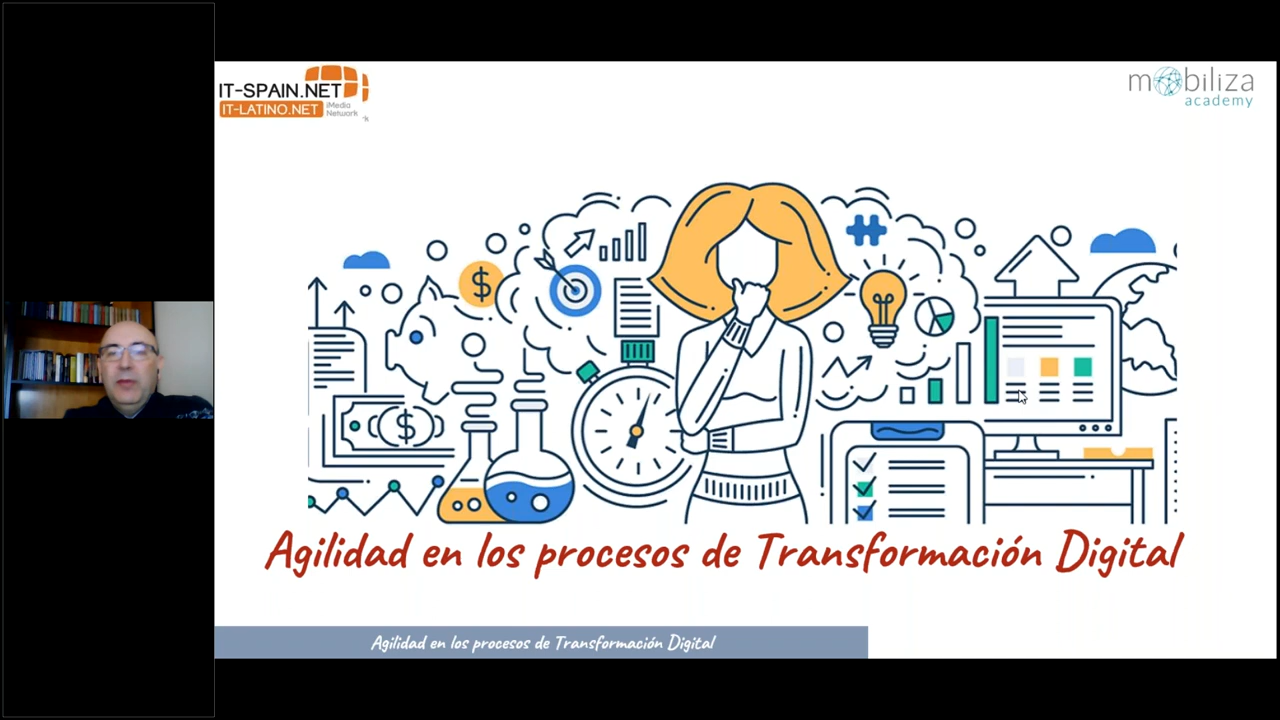 IT-SPAIN.NET
IT-LATINO.NET
iMedia
Network
mobiliza
academy
$
$
Agilidad en los procesos de Transformación Digital
Agilidad en los procesos de Transformación Digital